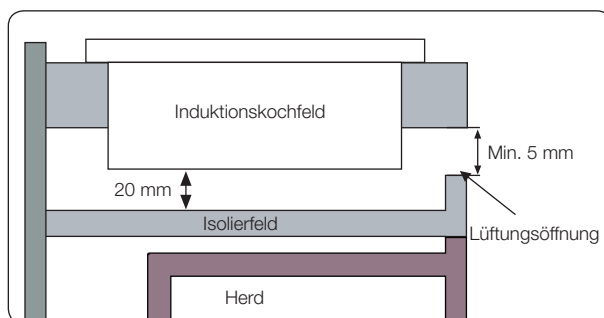 Induktionskochfeld
Min. 5 mm
20 mm
Isolierfeld
Lüftungsöffnung
Herd